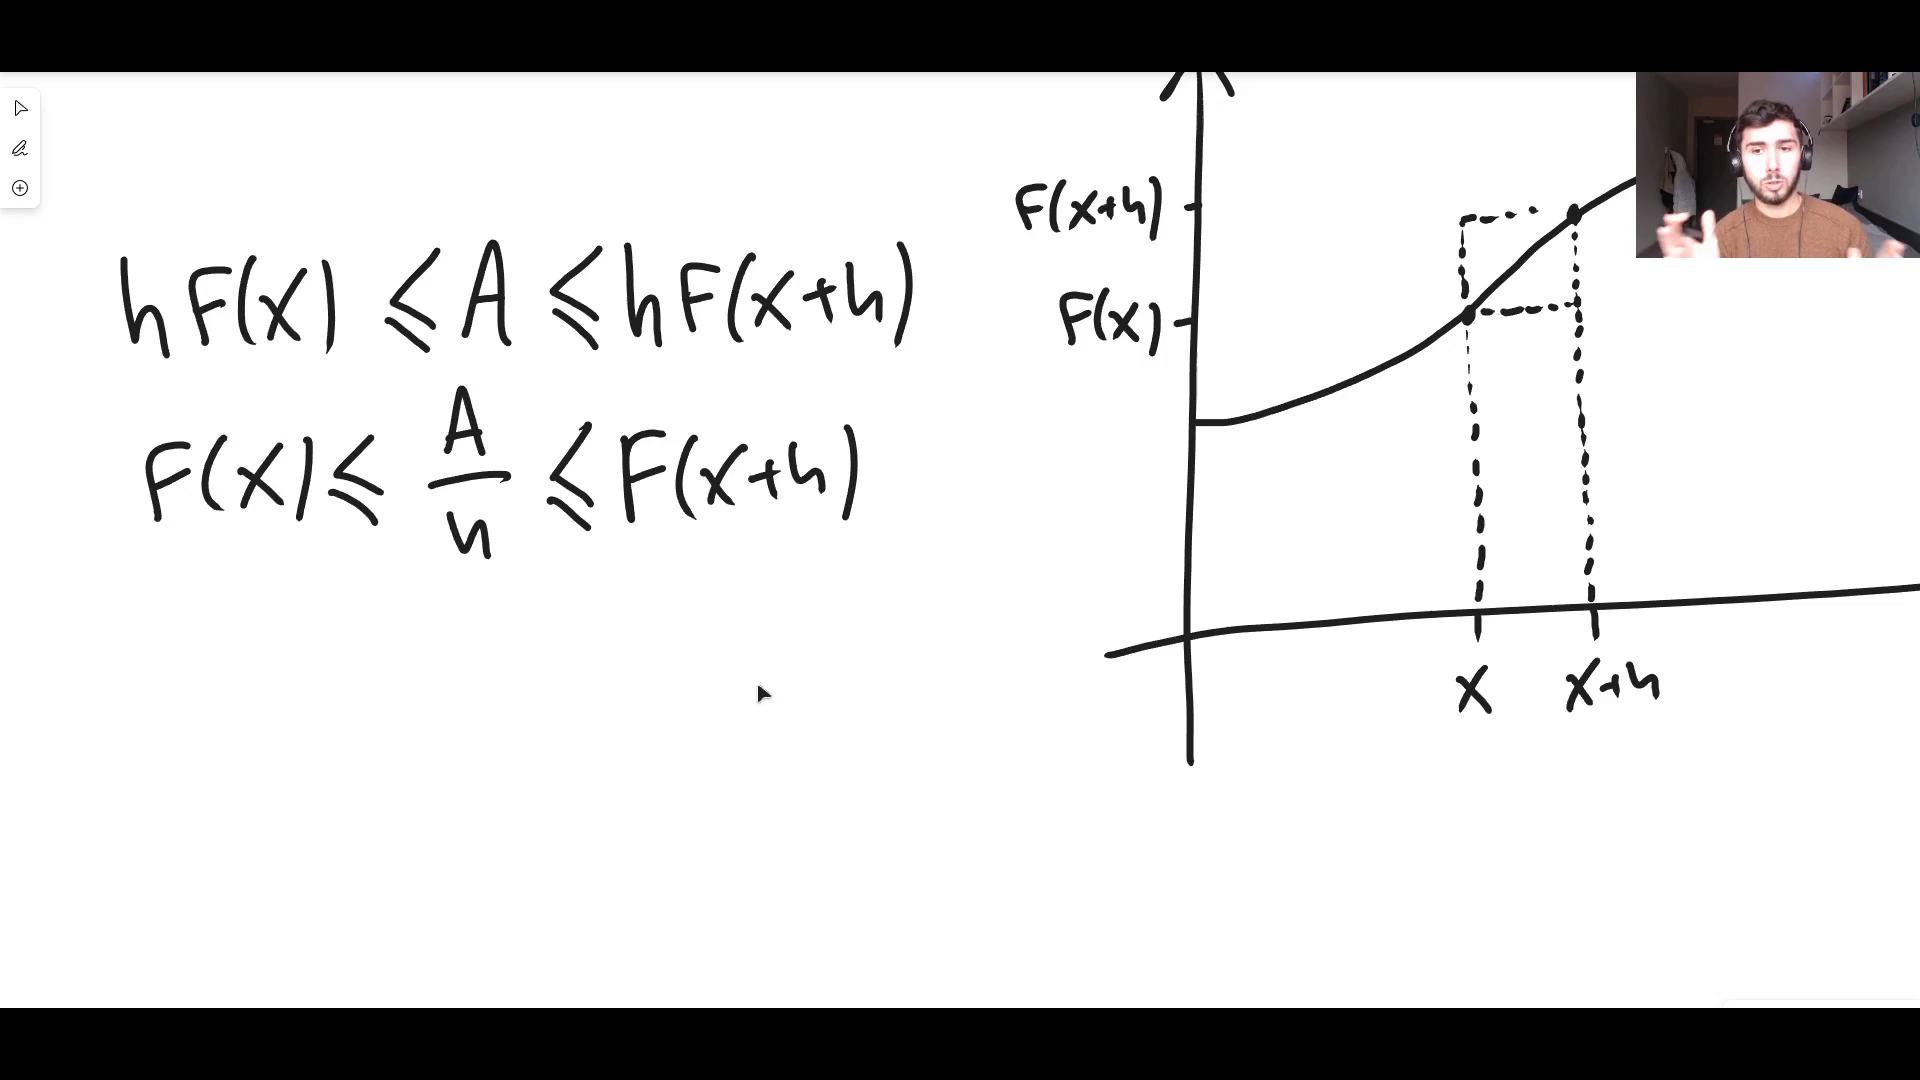 hF(x) ≤ A ≤ hF(x+h)
F(x) ≤ A/h ≤ F(x+h)
F(x+h)
F(x)
x
x+h